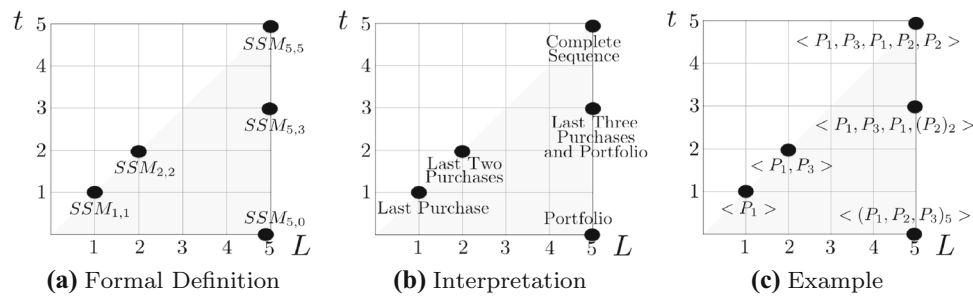 t
5
4
3
2
1
SSM5,5
SSM5,3
SSM2,2
SSM1,1
SSM5,0
1 2 3 4 5 L
(a) Formal Definition
t
5
4
3
2
1
Complete
Sequence
Last Three
Purchases
and Portfolio
Last Two
Purchases
Last Purchase
Portfolio
1 2 3 4 5 L
(b) Interpretation
t
5
4
3
2
1
< P1, P3, P1, P2, P2 >
< P1, P3, P1, (P2)2 >
< P1, P3 >
< P1 >
< (P1, P2, P3)5 >
1 2 3 4 5 L
(c) Example